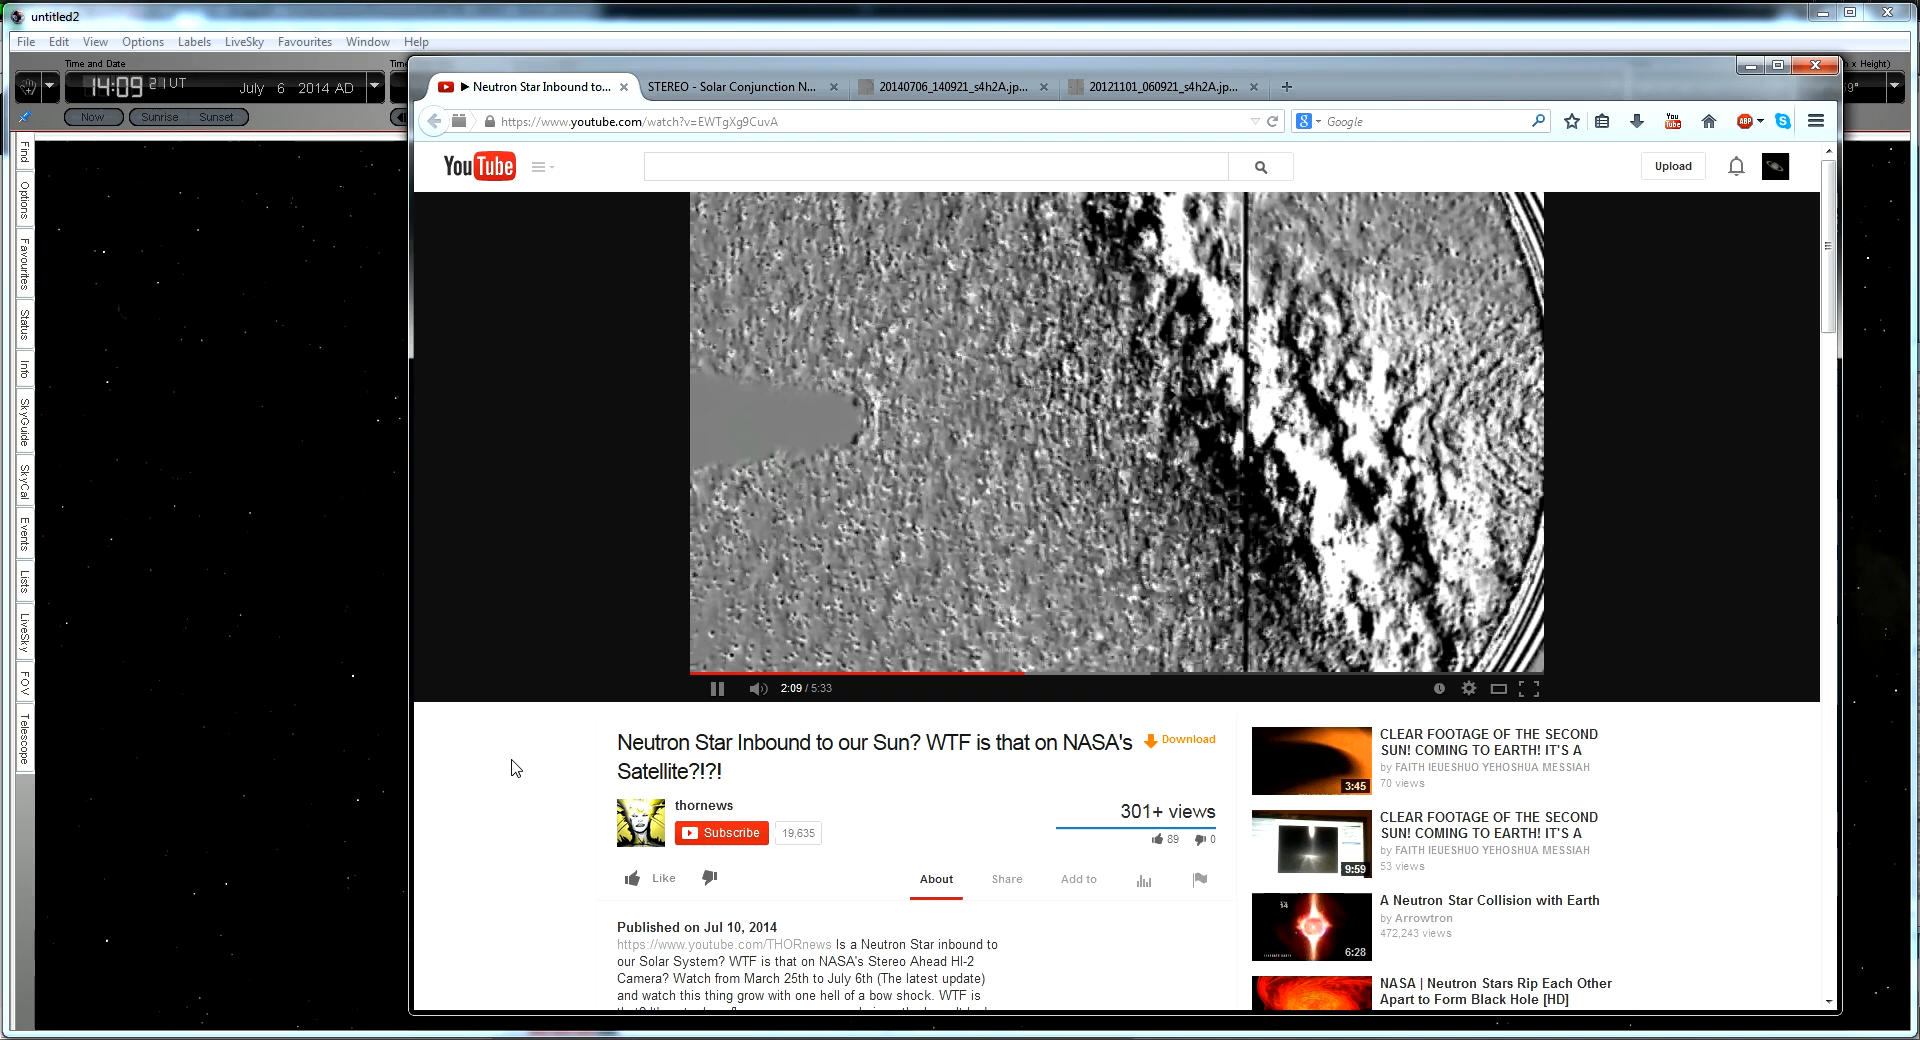 untitled2
File Edit View Options Labels LiveSky Favourites Window Help
Time and Date
14:09 21 UT July 6 2014 AD
Now Sunrise Sunset
x Height)
Find
Options
Favourites
Status
Info
SkyGuide
SkyCal
Events
Lists
LiveSky
FOV
Telescope
▶ Neutron Star Inbound to... STEREO - Solar Conjunction N... 20140706_140921_s4h2A.jp... 20121101_060921_s4h2A.jp...
https://www.youtube.com/watch?v=EWTgXg9CuvA Google
YouTube Upload
2:09 / 5:33
Neutron Star Inbound to our Sun? WTF is that on NASA's
Satellite?!?!
Download
thornews
Subscribe 19,635
301+ views
89 0
Like
About Share Add to
Published on Jul 10, 2014
https://www.youtube.com/THORnews Is a Neutron Star inbound to
our Solar System? WTF is that on NASA's Stereo Ahead HI-2
Camera? Watch from March 25th to July 6th (The latest update)
and watch this thing grow with one hell of a bow shock. WTF is
CLEAR FOOTAGE OF THE SECOND
SUN! COMING TO EARTH! IT'S A
by FAITH IEUESHUO YEHOSHUA MESSIAH
70 views
3:45
CLEAR FOOTAGE OF THE SECOND
SUN! COMING TO EARTH! IT'S A
by FAITH IEUESHUO YEHOSHUA MESSIAH
53 views
9:59
A Neutron Star Collision with Earth
by Arrowtron
472,243 views
6:28
NASA | Neutron Stars Rip Each Other
Apart to Form Black Hole [HD]